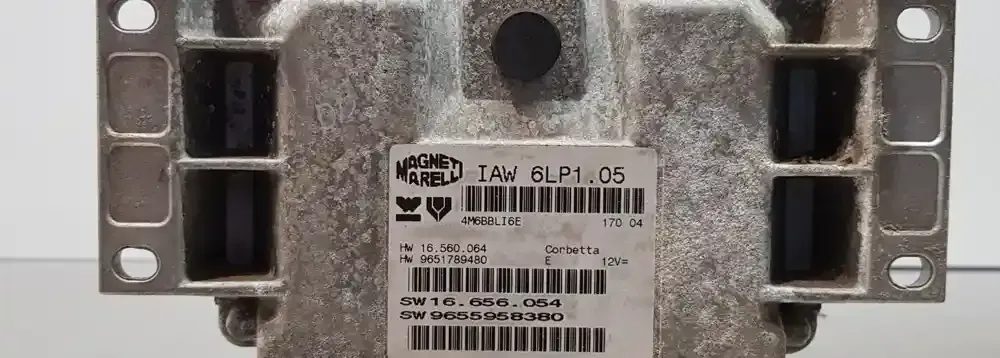 MAGNETI
MARELLI
IAW 6LP1.05
4M6BBLI6E 170 04
HW 16.560.064 Corbetta
HW 9651789480 E 12V=
SW16.656.054
SW9655958380